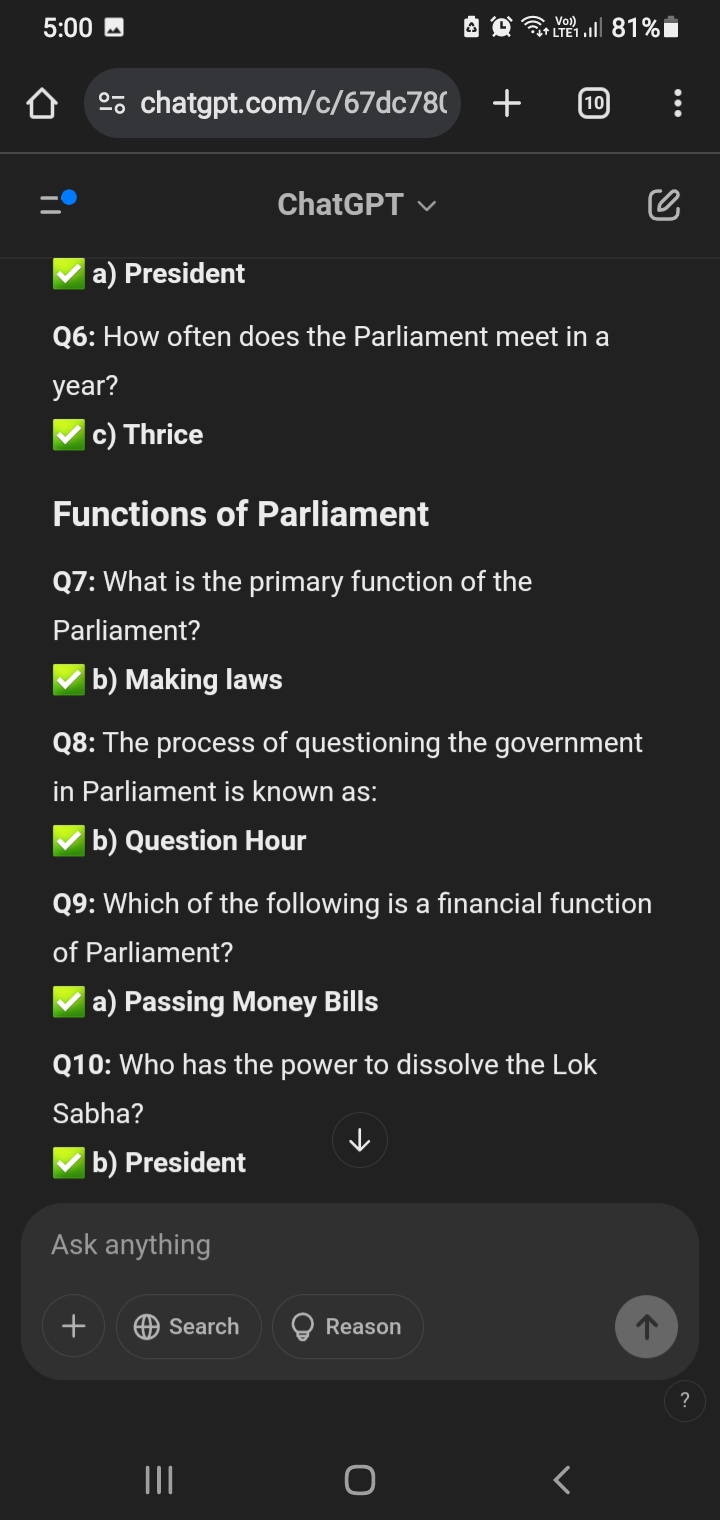 5:00
Vo))
LTE1
81%
chatgpt.com/c/67dc780
10
ChatGPT
a) President
Q6: How often does the Parliament meet in a
year?
c) Thrice
Functions of Parliament
Q7: What is the primary function of the
Parliament?
b) Making laws
Q8: The process of questioning the government
in Parliament is known as:
b) Question Hour
Q9: Which of the following is a financial function
of Parliament?
a) Passing Money Bills
Q10: Who has the power to dissolve the Lok
Sabha?
b) President
Ask anything
Search
Reason
?